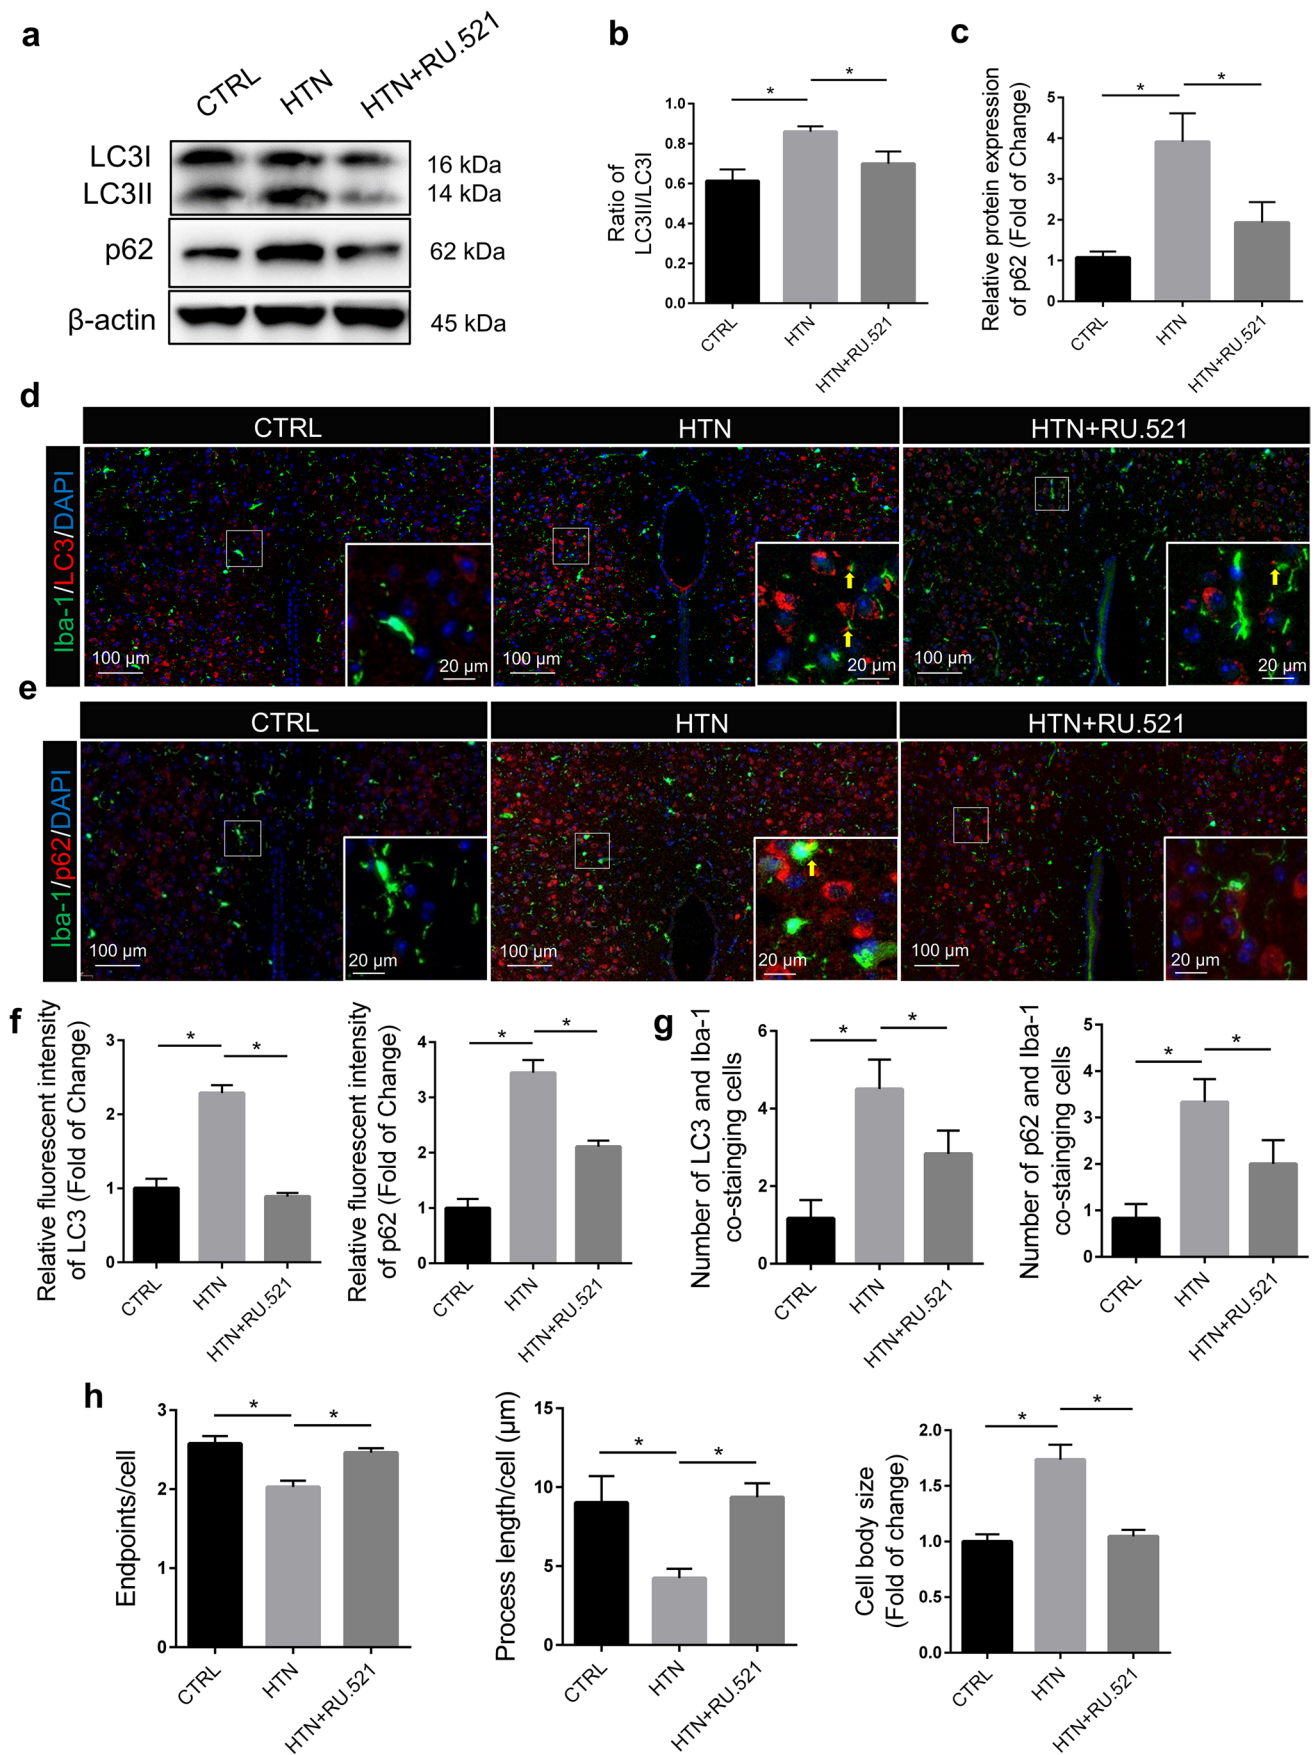 a
CTRL
HTN
HTN+RU.521
LC3I
16 kDa
LC3II
14 kDa
p62
62 kDa
β-actin
45 kDa
b
Ratio of
LC3II/LC3I
1.0
0.8
0.6
0.4
0.2
0.0
*
*
CTRL
HTN
HTN+RU.521
c
Relative protein expression
of p62 (Fold of Change)
5
4
3
2
1
0
*
*
CTRL
HTN
HTN+RU.521
d
CTRL
HTN
HTN+RU.521
Iba-1/LC3/DAPI
100 μm
20 μm
100 μm
20 μm
100 μm
20 μm
e
CTRL
HTN
HTN+RU.521
Iba-1/p62/DAPI
100 μm
20 μm
100 μm
20 μm
100 μm
20 μm
f
Relative fluorescent intensity
of LC3 (Fold of Change)
3
2
1
0
*
*
CTRL
HTN
HTN+RU.521
Relative fluorescent intensity
of p62 (Fold of Change)
4
3
2
1
0
*
*
CTRL
HTN
HTN+RU.521
g
Number of LC3 and Iba-1
co-stainging cells
6
4
2
0
*
*
CTRL
HTN
HTN+RU.521
Number of p62 and Iba-1
co-stainging cells
5
4
3
2
1
0
*
*
CTRL
HTN
HTN+RU.521
h
Endpoints/cell
3
2
1
0
*
*
CTRL
HTN
HTN+RU.521
Process length/cell (μm)
15
10
5
0
*
*
CTRL
HTN
HTN+RU.521
Cell body size
(Fold of change)
2.0
1.5
1.0
0.5
0.0
*
*
CTRL
HTN
HTN+RU.521